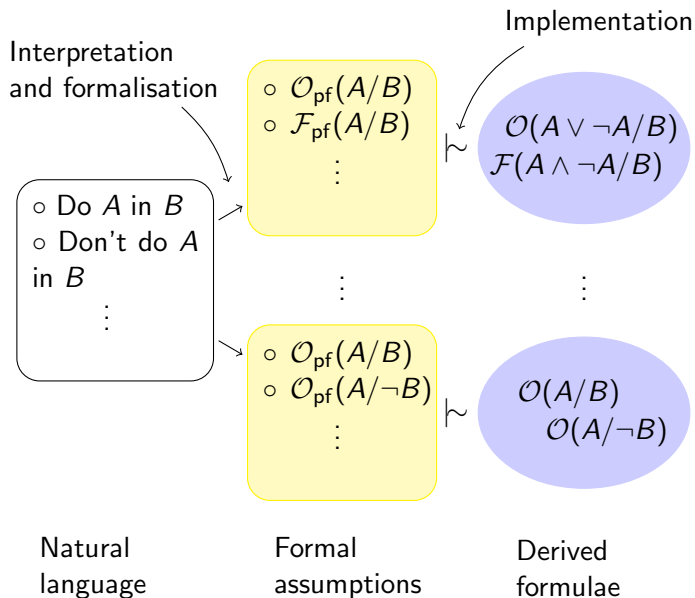 Implementation
Interpretation
and formalisation
∘ Do A in B
∘ Don't do A
in B
⋮
∘ 𝒪pf(A/B)
∘ ℱpf(A/B)
⋮
|∼
𝒪(A ∨ ¬A/B)
ℱ(A ∧ ¬A/B)
⋮
⋮
∘ 𝒪pf(A/B)
∘ 𝒪pf(A/¬B)
⋮
|∼
𝒪(A/B)
𝒪(A/¬B)
Natural
language
Formal
assumptions
Derived
formulae